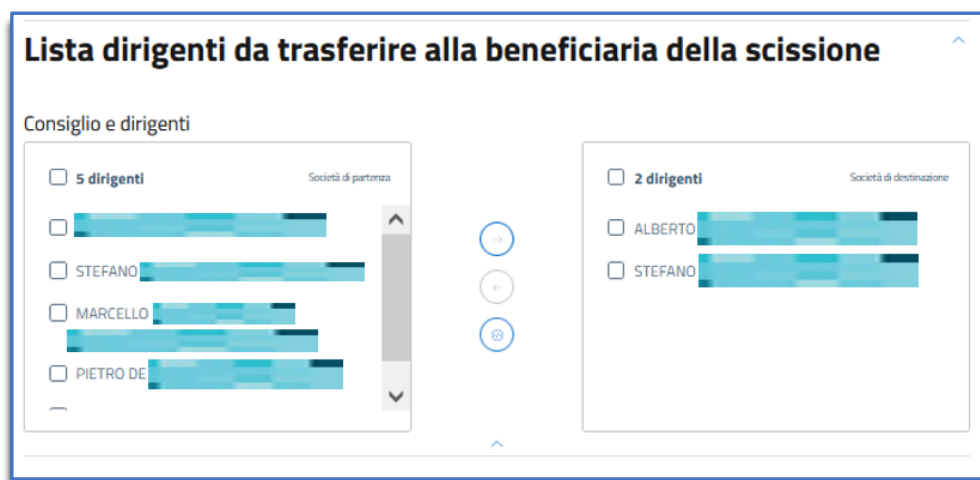 Lista dirigenti da trasferire alla beneficiaria della scissione
Consiglio e dirigenti
5 dirigenti Società di partenza
STEFANO
MARCELLO
PIETRO DE
2 dirigenti Società di destinazione
ALBERTO
STEFANO